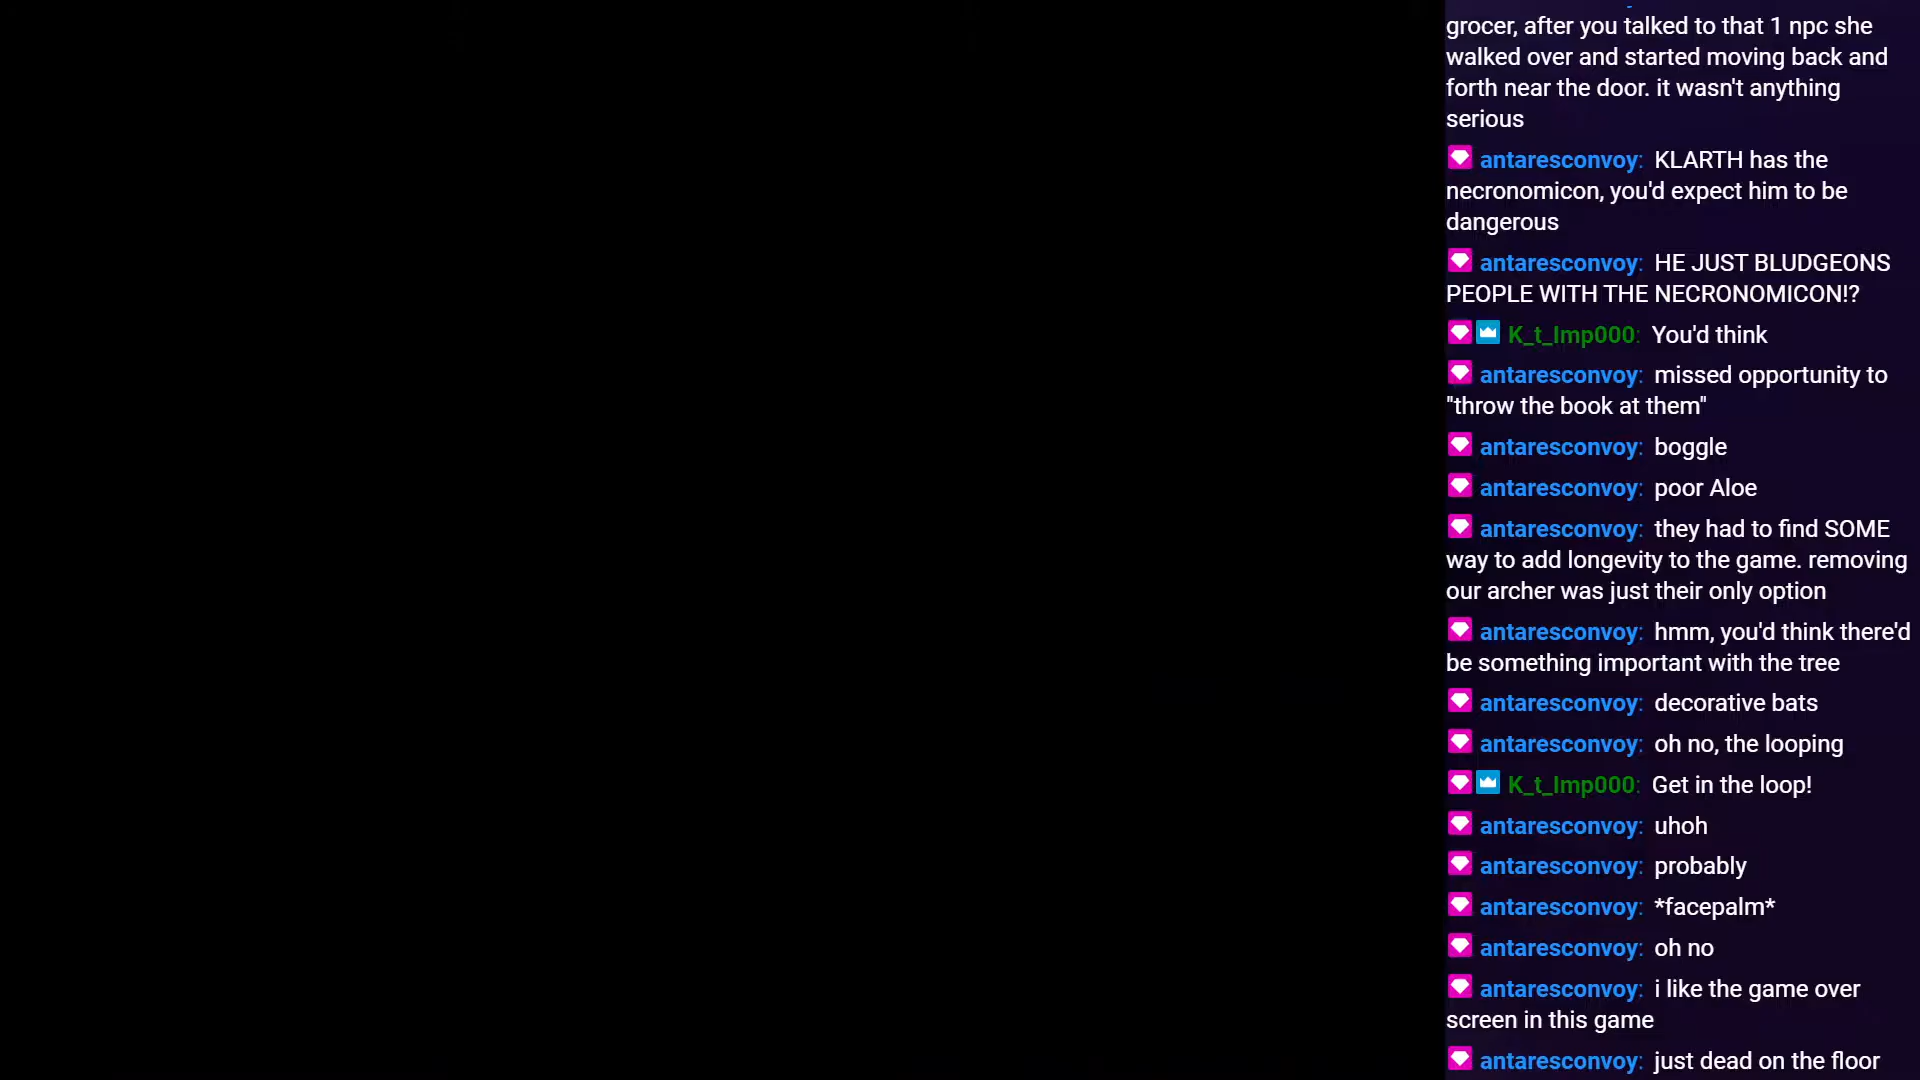 grocer, after you talked to that 1 npc she
walked over and started moving back and
forth near the door. it wasn't anything
serious
antaresconvoy: KLARTH has the
necronomicon, you'd expect him to be
dangerous
antaresconvoy: HE JUST BLUDGEONS
PEOPLE WITH THE NECRONOMICON!?
K_t_Imp000: You'd think
antaresconvoy: missed opportunity to
"throw the book at them"
antaresconvoy: boggle
antaresconvoy: poor Aloe
antaresconvoy: they had to find SOME
way to add longevity to the game. removing
our archer was just their only option
antaresconvoy: hmm, you'd think there'd
be something important with the tree
antaresconvoy: decorative bats
antaresconvoy: oh no, the looping
K_t_Imp000: Get in the loop!
antaresconvoy: uhoh
antaresconvoy: probably
antaresconvoy: *facepalm*
antaresconvoy: oh no
antaresconvoy: i like the game over
screen in this game
antaresconvoy: just dead on the floor